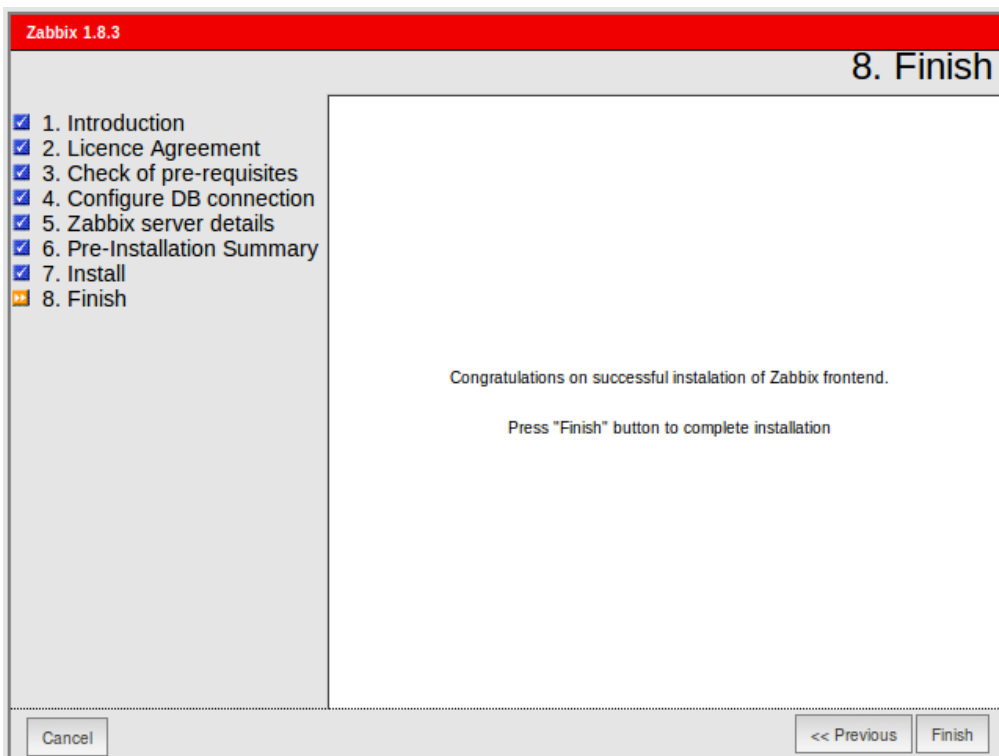 Zabbix 1.8.3
8. Finish
1. Introduction
2. Licence Agreement
3. Check of pre-requisites
4. Configure DB connection
5. Zabbix server details
6. Pre-Installation Summary
7. Install
8. Finish
Congratulations on successful instalation of Zabbix frontend.
Press "Finish" button to complete installation
Cancel
<< Previous
Finish